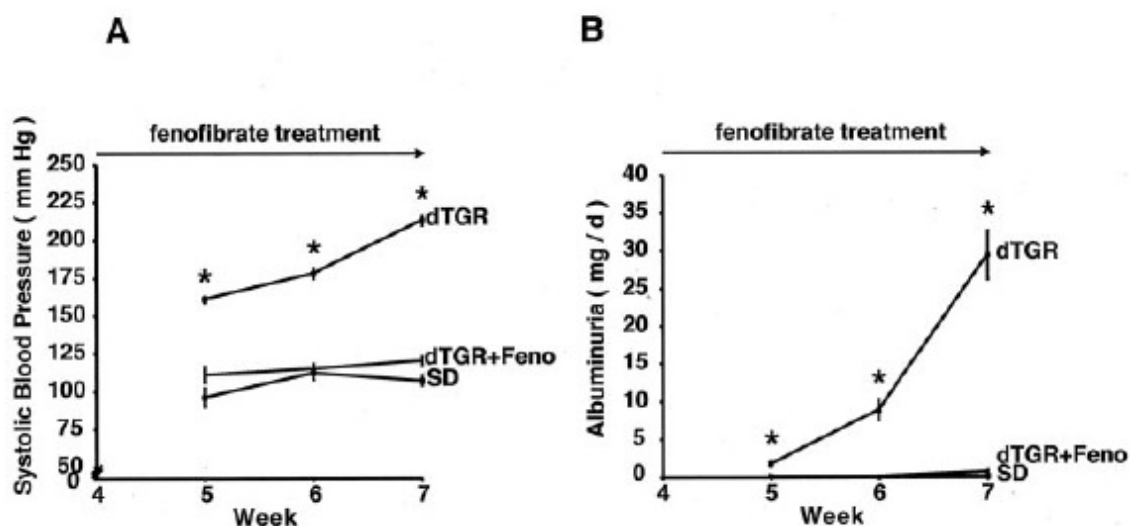 A
fenofibrate treatment
Systolic Blood Pressure ( mm Hg)
250
225
200
175
150
125
100
75
50
0
*
*
*
dTGR
dTGR+Feno
SD
4
5
6
7
Week
B
fenofibrate treatment
Albuminuria ( mg / d )
40
35
30
25
20
15
10
5
0
*
*
*
dTGR
dTGR+Feno
SD
4
5
6
7
Week